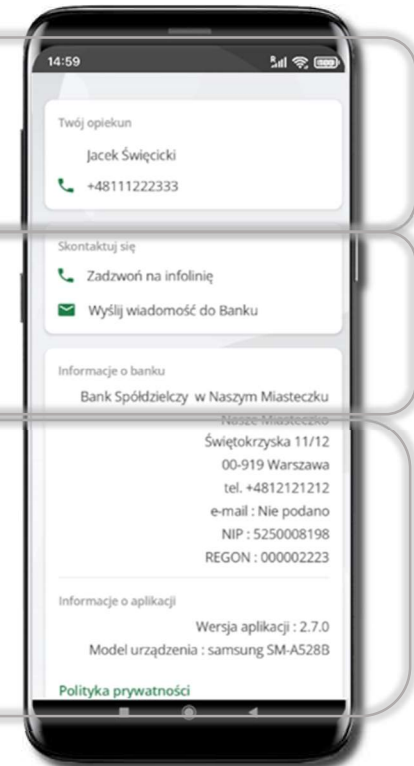 14:59
Twój opiekun
Jacek Święcicki
+48111222333
Skontaktuj się
Zadzwoń na infolinię
Wyślij wiadomość do Banku
Informacje o banku
Bank Spółdzielczy w Naszym Miasteczku
Nasze Miasteczko
Świętokrzyska 11/12
00-919 Warszawa
tel. +4812121212
e-mail : Nie podano
NIP : 5250008198
REGON : 000002223
Informacje o aplikacji
Wersja aplikacji : 2.7.0
Model urządzenia : samsung SM-A528B
Polityka prywatności